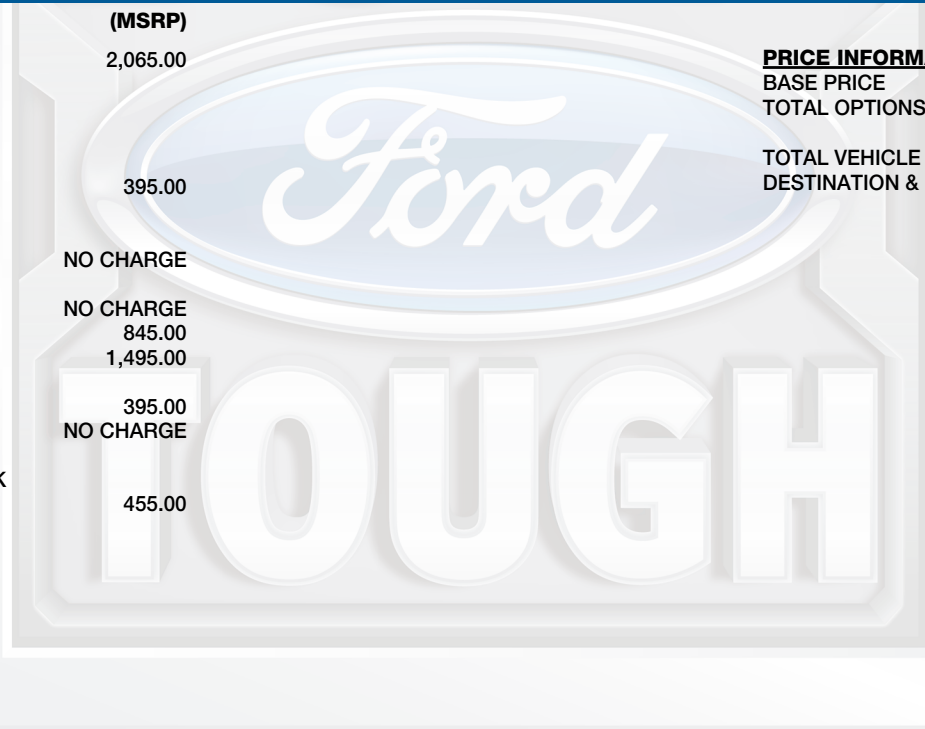 (MSRP)
2,065.00
395.00
NO CHARGE
NO CHARGE
845.00
1,495.00
395.00
NO CHARGE
455.00
PRICE INFORM
BASE PRICE
TOTAL OPTIONS
TOTAL VEHICLE
DESTINATION &
Ford
TOUGH